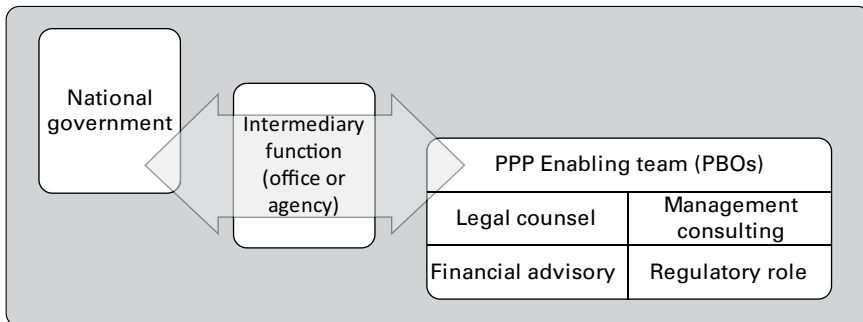 National
government
Intermediary
function
(office or
agency)
PPP Enabling team (PBOs)
Legal counsel
Management
consulting
Financial advisory
Regulatory role